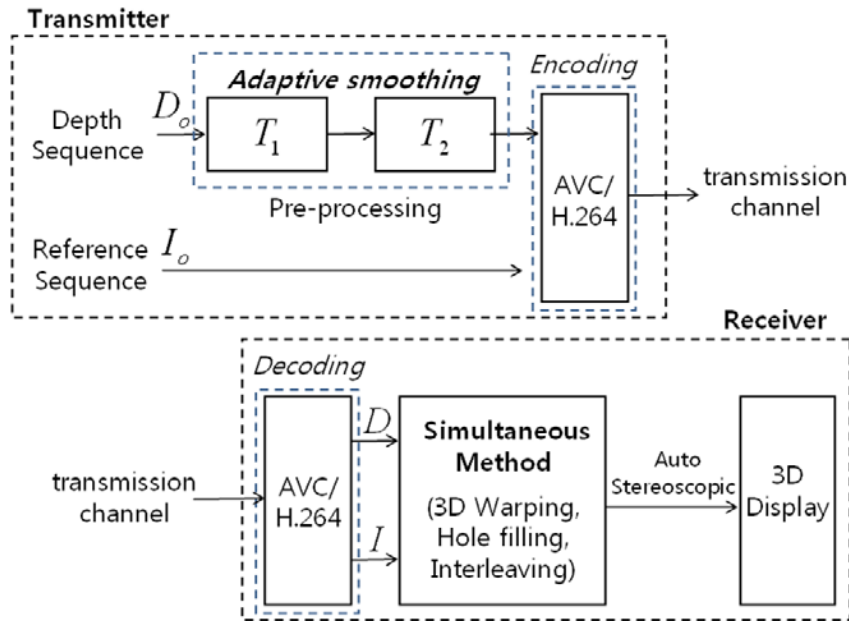 Transmitter
Adaptive smoothing
Encoding
Depth
Sequence
D_o
T_1
T_2
AVC/
H.264
transmission
channel
Pre-processing
Reference
Sequence
I_o
Receiver
Decoding
transmission
channel
AVC/
H.264
D
I
Simultaneous
Method
(3D Warping,
Hole filling,
Interleaving)
Auto
Stereoscopic
3D
Display